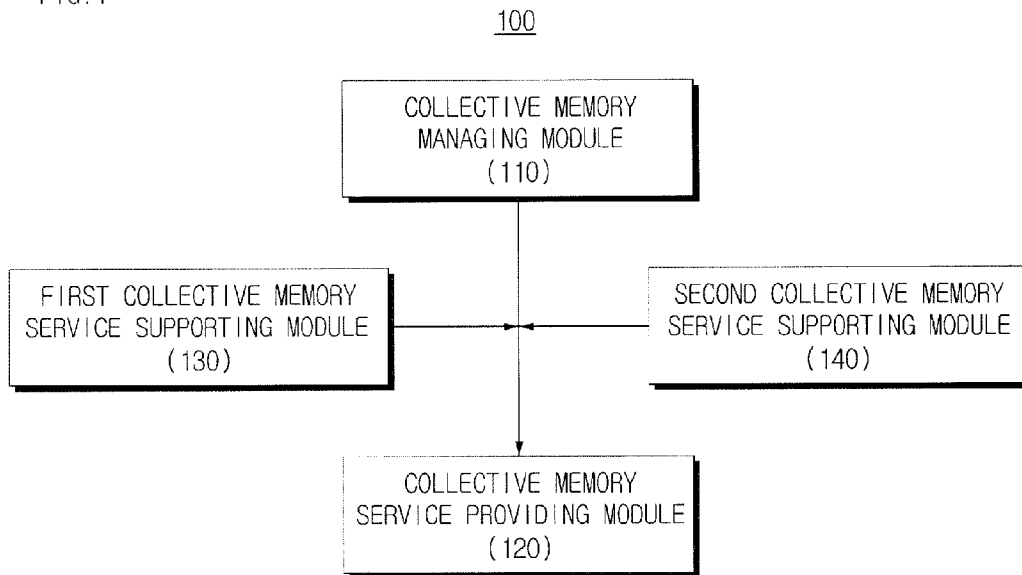 100
COLLECTIVE MEMORY
MANAGING MODULE
(110)
FIRST COLLECTIVE MEMORY
SERVICE SUPPORTING MODULE
(130)
SECOND COLLECTIVE MEMORY
SERVICE SUPPORTING MODULE
(140)
COLLECTIVE MEMORY
SERVICE PROVIDING MODULE
(120)